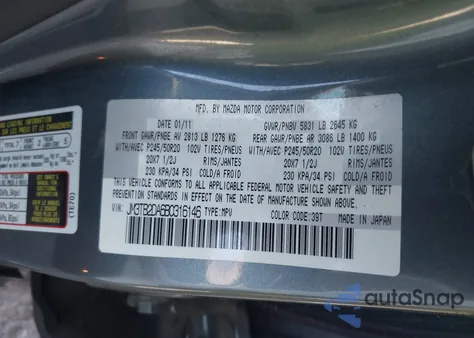 MFD. BY MAZDA MOTOR CORPORATION
DATE 01/11 GVWR/PNBV 5831 LB 2645 KG
FRONT GAWR/PNBE AV 2813 LB 1276 KG REAR GAWR/PNBE AR 3086 LB 1400 KG
WITH/AVEC P245/50R20 102V TIRES/PNEUS WITH/AVEC P245/50R20 102V TIRES/PNEUS
20X7 1/2J RIMS/JANTES 20X7 1/2J RIMS/JANTES
230 KPA/34 PSI COLD/A FROID 230 KPA/34 PSI COLD/A FROID
THIS VEHICLE CONFORMS TO ALL APPLICABLE FEDERAL MOTOR VEHICLE SAFETY AND THEFT
PREVENTION STANDARDS IN EFFECT ON THE DATE OF MANUFACTURE SHOWN ABOVE.
VIN: JM3TB2DA6B0316146 TYPE:MPV COLOR CODE:39T MADE IN JAPAN
(TE70)
autoSnap